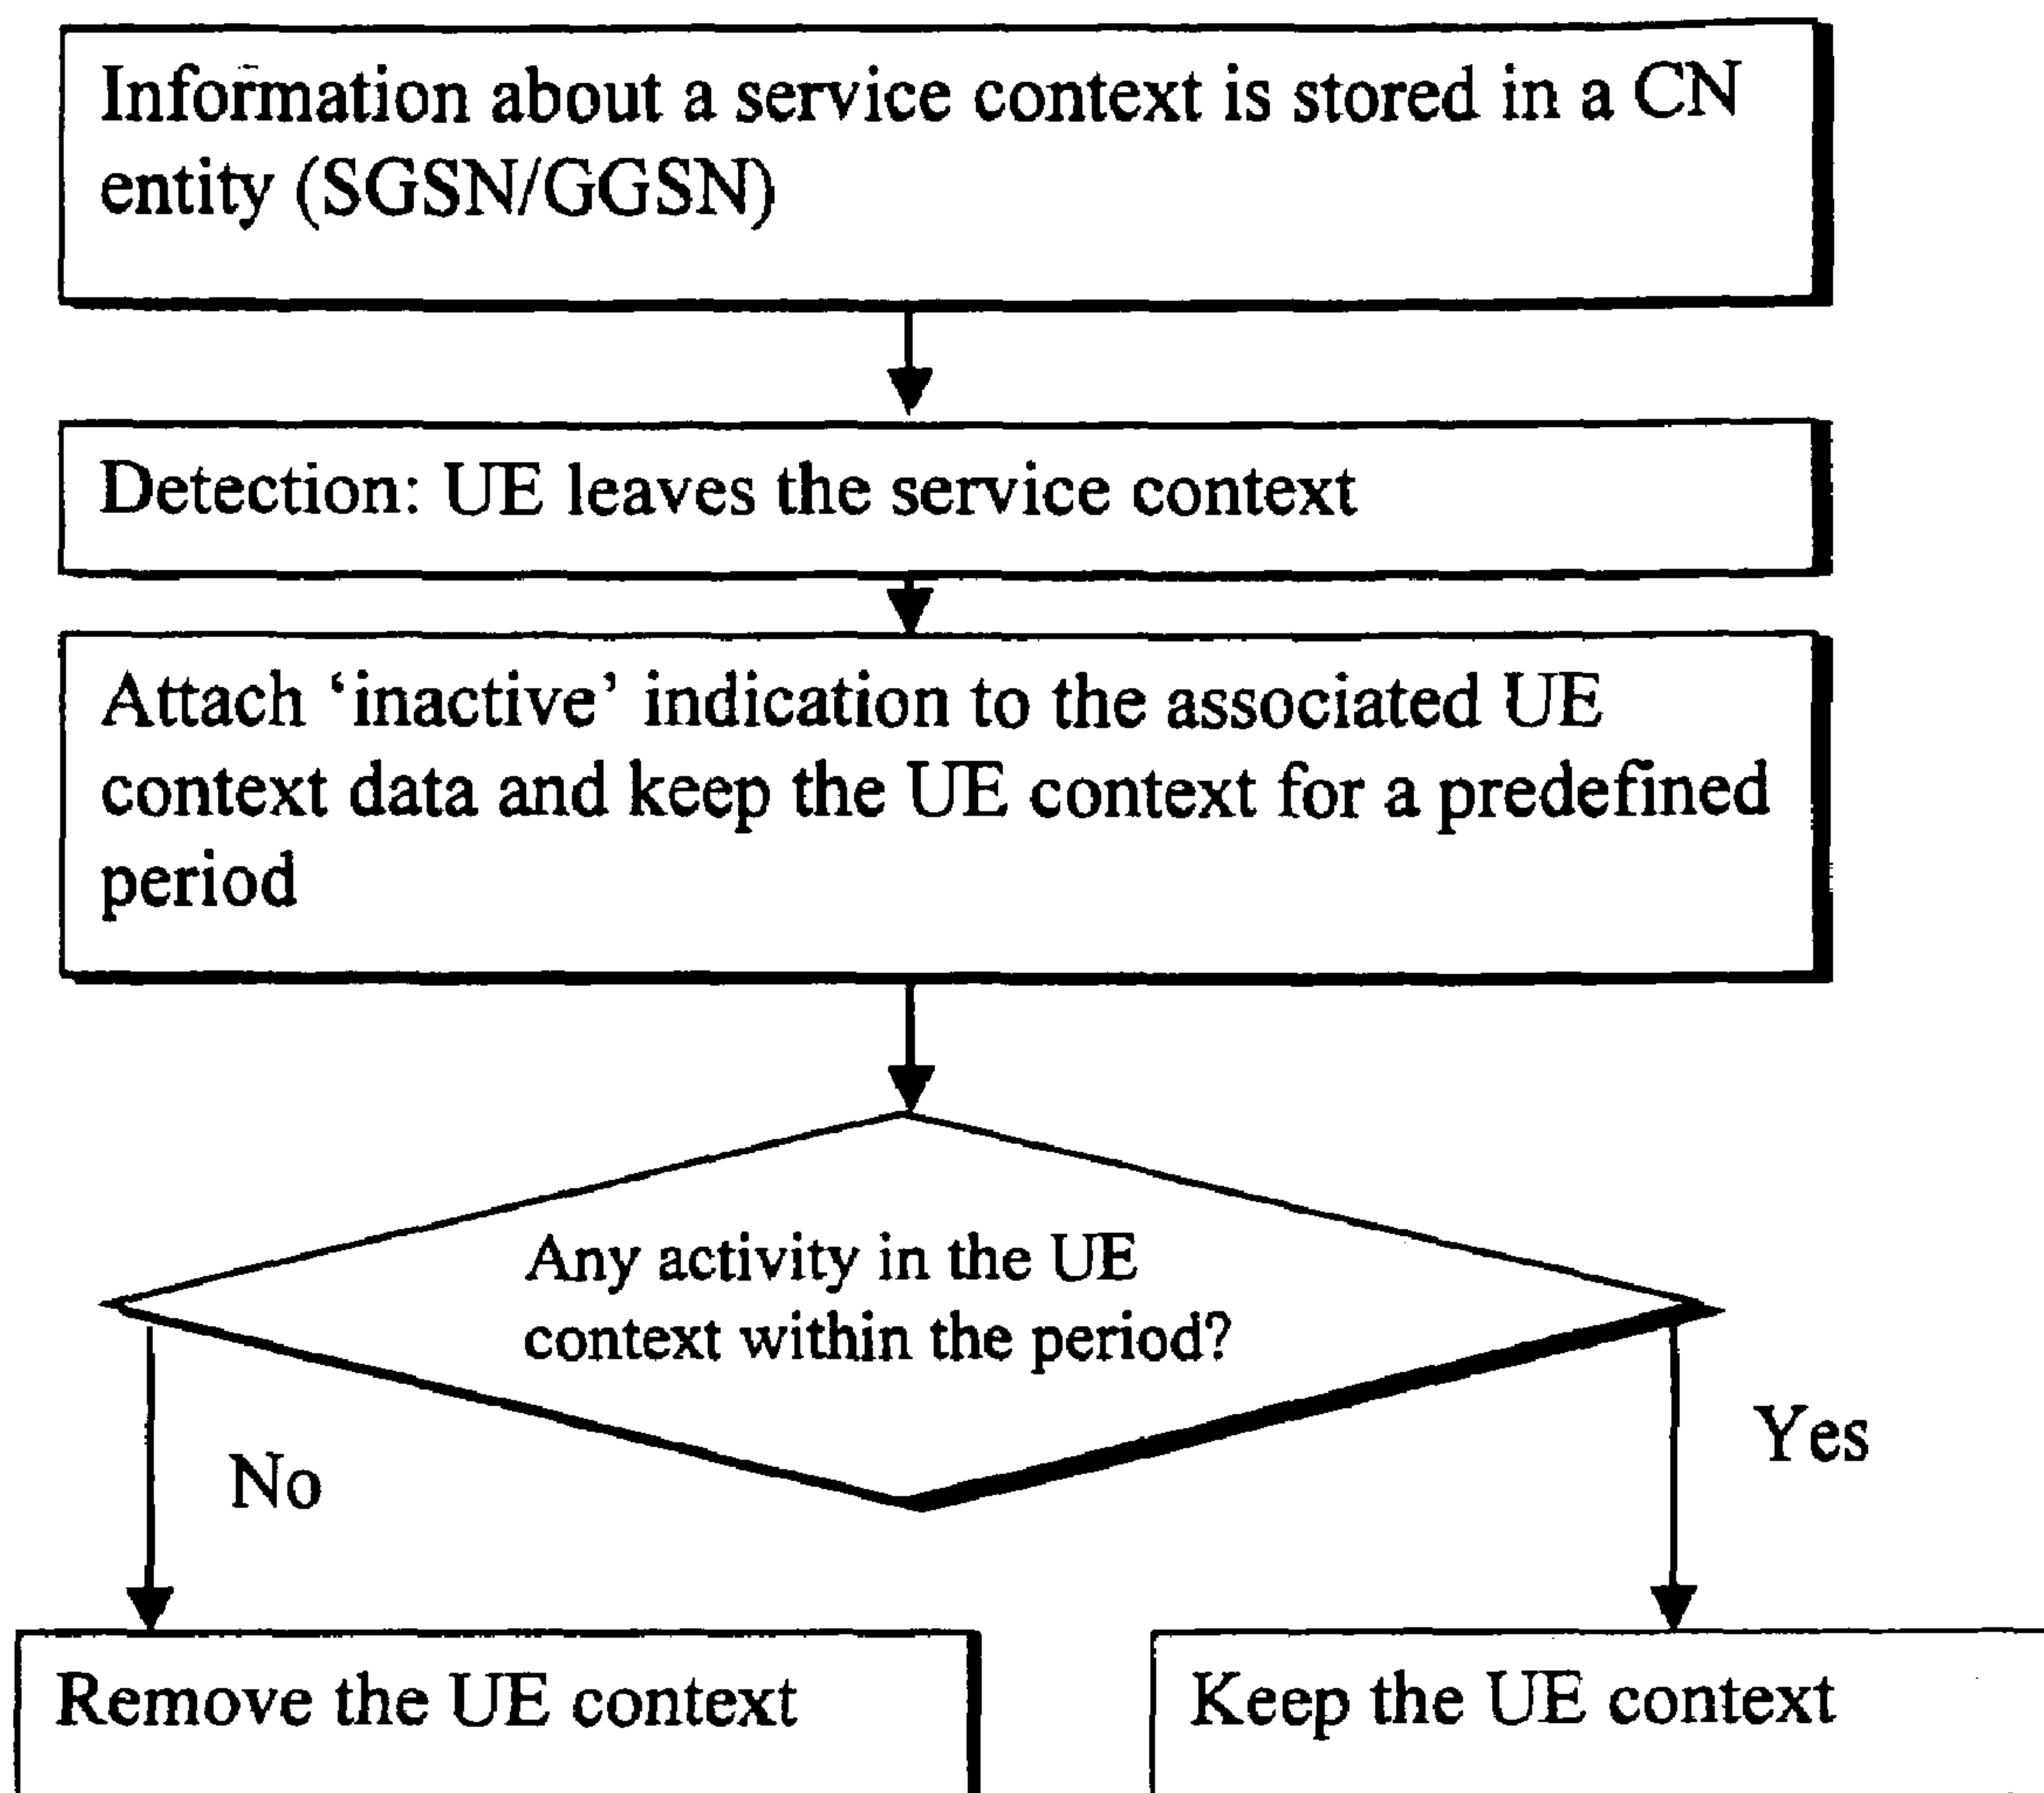 Information about a service context is stored in a CN
entity (SGSN/GGSN)
Detection: UE leaves the service context
Attach ‘inactive’ indication to the associated UE
context data and keep the UE context for a predefined
period
Any activity in the UE
context within the period?
No
Yes
Remove the UE context
Keep the UE context